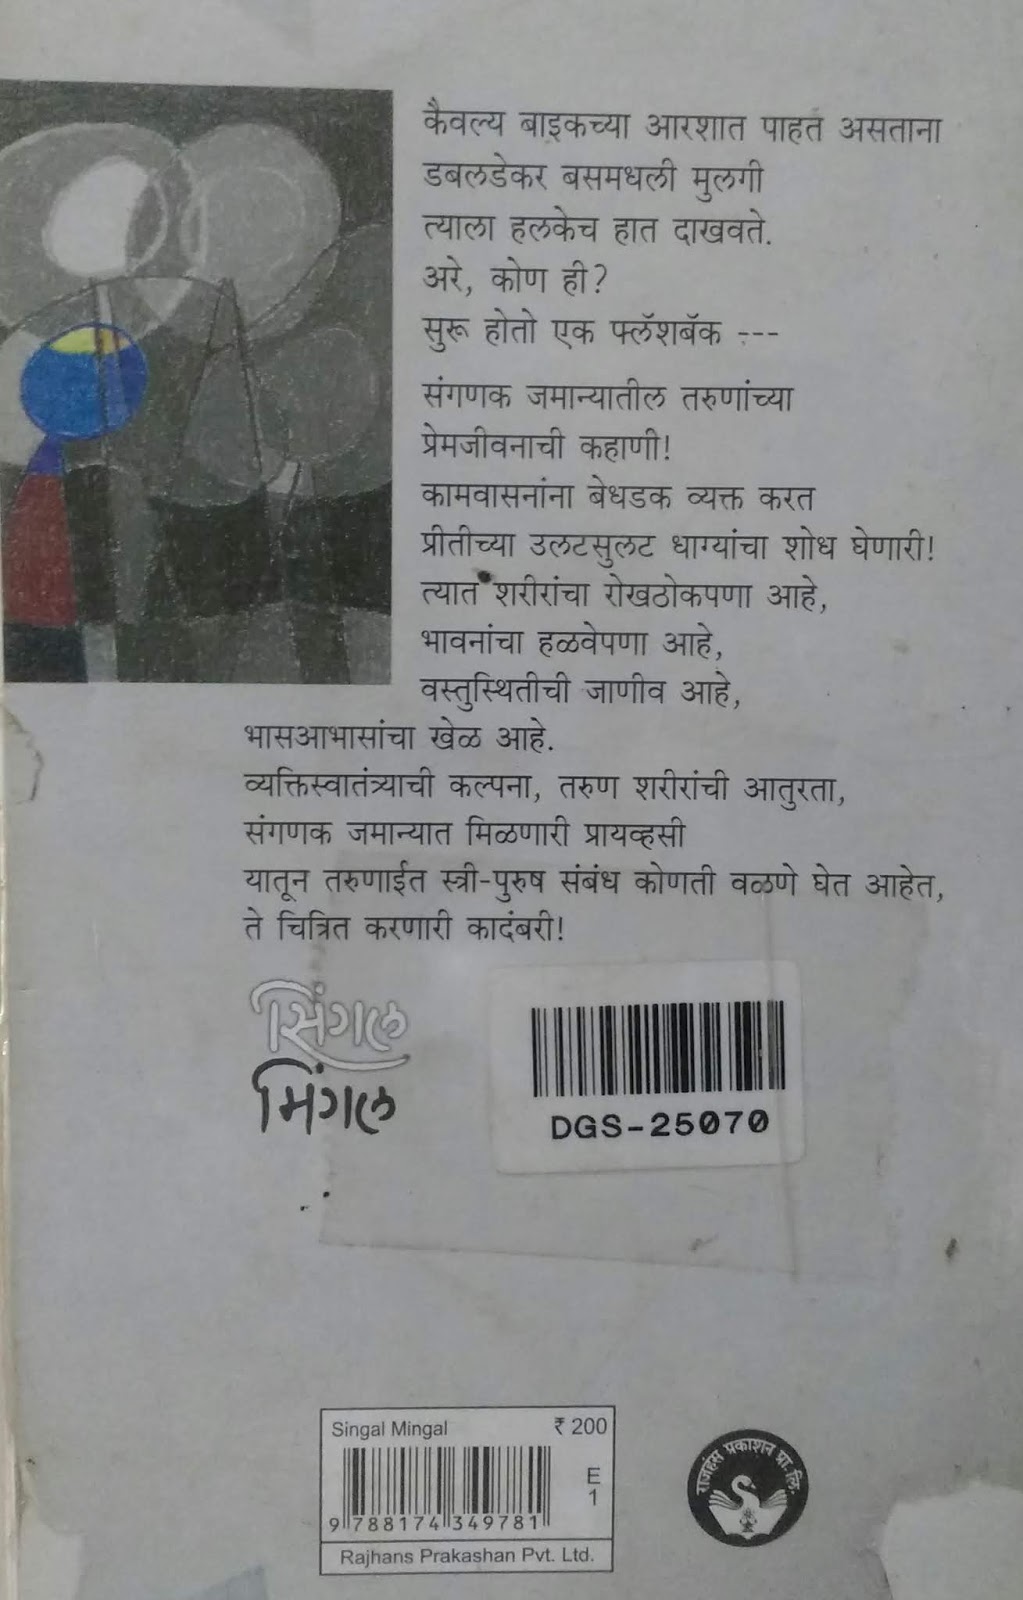 कैवल्य बाइकच्या आरशात पाहत असताना
डबलडेकर बसमधली मुलगी
त्याला हलकेच हात दाखवते.
अरे, कोण ही?
सुरू होतो एक फ्लॅशबॅक ---
संगणक जमान्यातील तरुणांच्या
प्रेमजीवनाची कहाणी!
कामवासनांना बेधडक व्यक्त करत
प्रीतीच्या उलटसुलट धाग्यांचा शोध घेणारी!
त्यात शरीरांचा रोखठोकपणा आहे,
भावनांचा हळवेपणा आहे,
वस्तुस्थितीची जाणीव आहे,
भासआभासांचा खेळ आहे.
व्यक्तिस्वातंत्र्याची कल्पना, तरुण शरीरांची आतुरता,
संगणक जमान्यात मिळणारी प्रायव्हसी
यातून तरुणाईत स्त्री-पुरुष संबंध कोणती वळणे घेत आहेत,
ते चित्रित करणारी कादंबरी!
सिंगल
मिंगल
DGS-25070
Singal Mingal ₹ 200
E
1
9 788174 349781
Rajhans Prakashan Pvt. Ltd.
राजहंस प्रकाशन प्रा. लि.